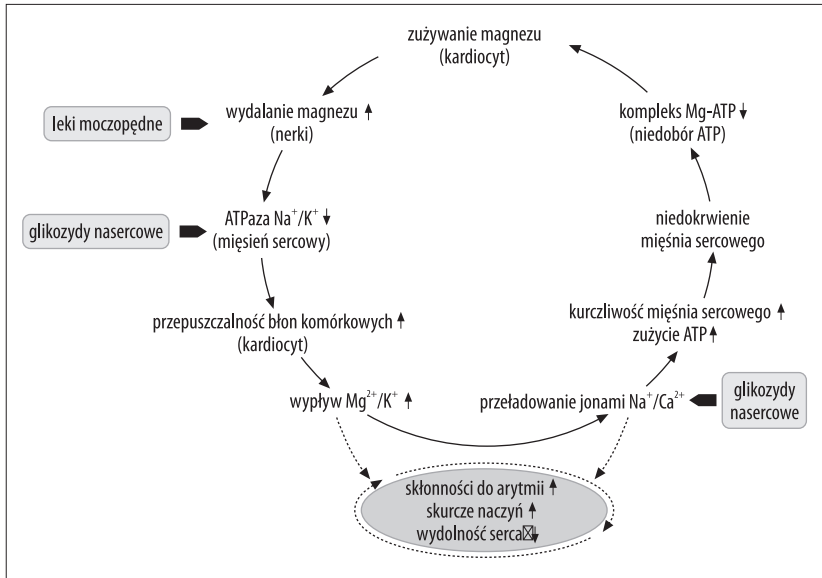 zużywanie magnezu
(kardiocyt)
leki moczopędne
wydalanie magnezu ↑
(nerki)
kompleks Mg-ATP ↓
(niedobór ATP)
glikozydy nasercowe
ATPaza Na⁺/K⁺ ↓
(mięsień sercowy)
niedokrwienie
mięśnia sercowego
przepuszczalność błon komórkowych ↑
(kardiocyt)
kurczliwość mięśnia sercowego ↑
zużycie ATP ↑
wypływ Mg²⁺/K⁺ ↑
przeładowanie jonami Na⁺/Ca²⁺
glikozydy
nasercowe
skłonności do arytmii ↑
skurcze naczyń ↑
wydolność serca ↓